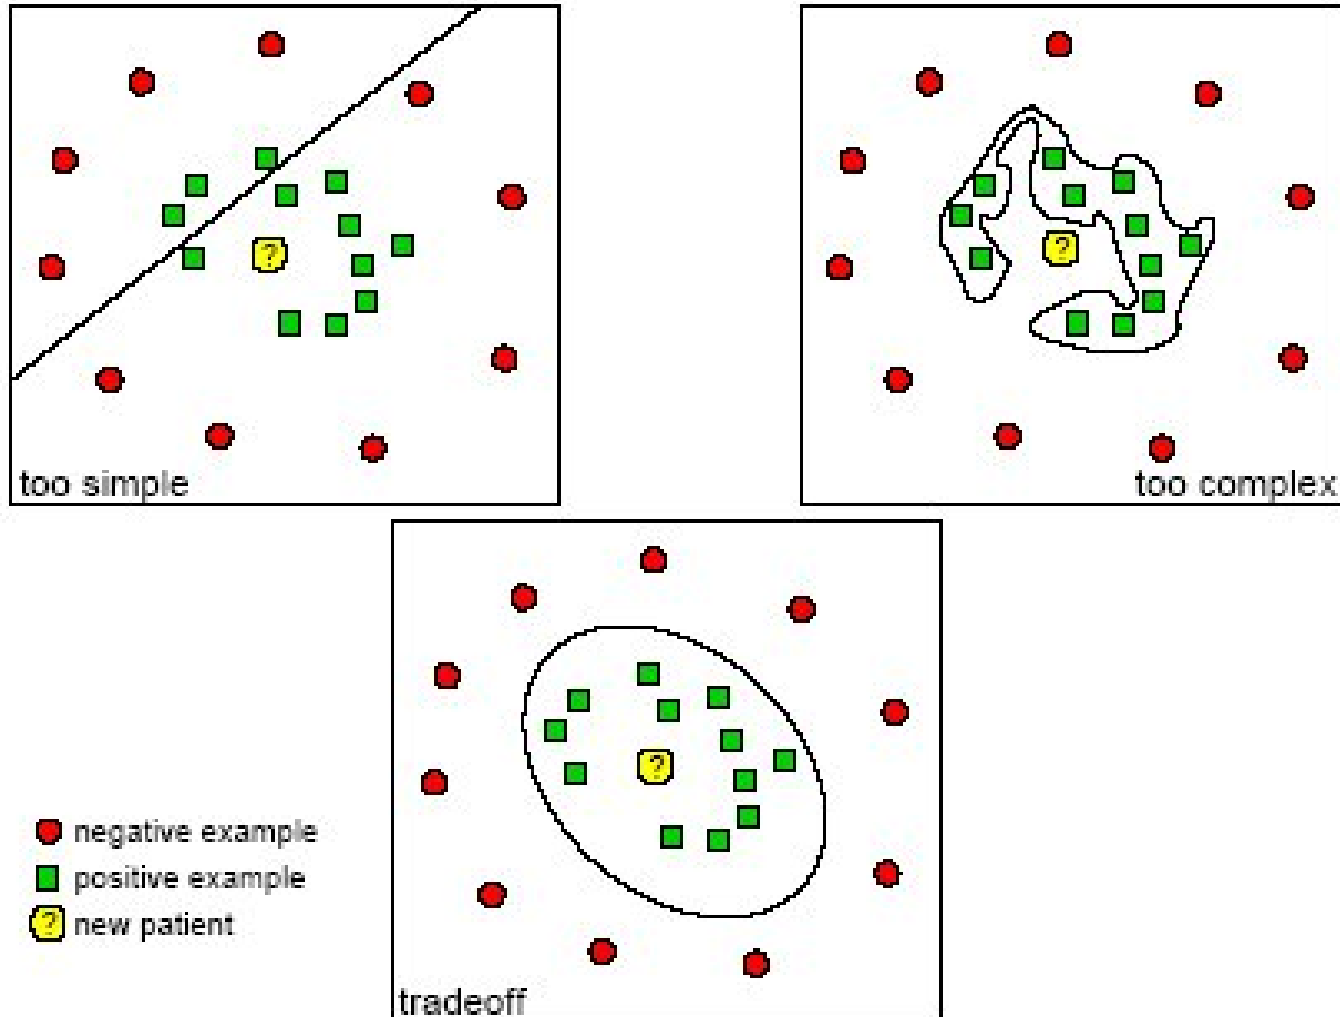 too simple
?
too complex
?
tradeoff
?
negative example
positive example
? new patient